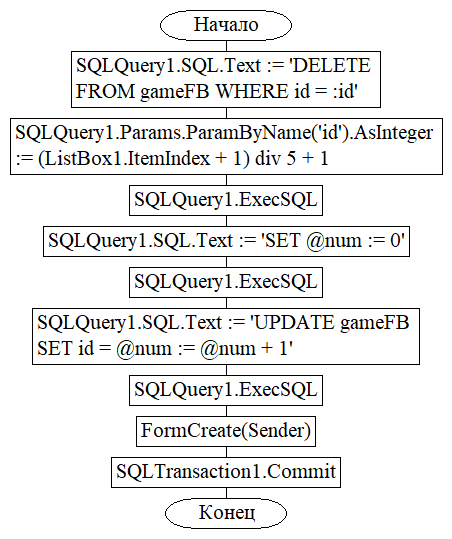 Начало
SQLQuery1.SQL.Text := 'DELETE
FROM gameFB WHERE id = :id'
SQLQuery1.Params.ParamByName('id').AsInteger
:= (ListBox1.ItemIndex + 1) div 5 + 1
SQLQuery1.ExecSQL
SQLQuery1.SQL.Text := 'SET @num := 0'
SQLQuery1.ExecSQL
SQLQuery1.SQL.Text := 'UPDATE gameFB
SET id = @num := @num + 1'
SQLQuery1.ExecSQL
FormCreate(Sender)
SQLTransaction1.Commit
Конец